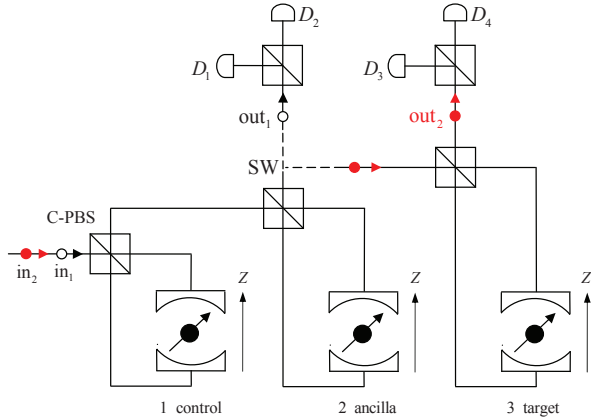 D₂
D₄
D₁
D₃
out₁
out₂
SW
C-PBS
in₂ in₁
Z
Z
Z
1 control
2 ancilla
3 target